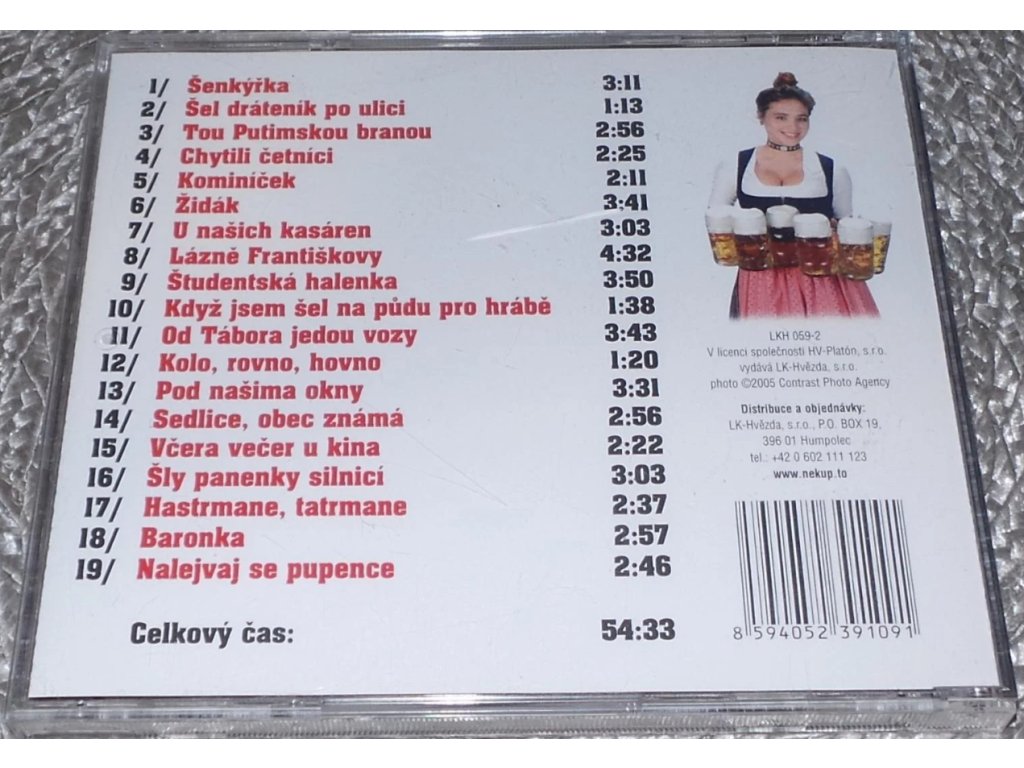 1/ Šenkýřka 3:11
2/ Šel dráteník po ulici 1:13
3/ Tou Putimskou branou 2:56
4/ Chytili četníci 2:25
5/ Kominíček 2:11
6/ Židák 3:41
7/ U našich kasáren 3:03
8/ Lázně Františkovy 4:32
9/ Študentská halenka 3:50
10/ Když jsem šel na půdu pro hrábě 1:38
11/ Od Tábora jedou vozy 3:43
12/ Kolo, rovno, hovno 1:20
13/ Pod našima okny 3:31
14/ Sedlice, obec známá 2:56
15/ Včera večer u kina 2:22
16/ Šly panenky silnicí 3:03
17/ Hastrmane, tatrmane 2:37
18/ Baronka 2:57
19/ Nalejvaj se pupence 2:46
Celkový čas: 54:33
LKH 059-2
V licenci společnosti HV-Platón, s.r.o.
vydává LK-Hvězda, s.r.o.
photo ©2005 Contrast Photo Agency
Distribuce a objednávky:
LK-Hvězda, s.r.o., P.O. BOX 19,
396 01 Humpolec
tel.: +42 0 602 111 123
www.nekup.to
8 594052 391091